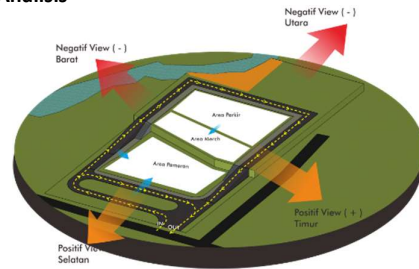 Analisis
Negatif View ( - )
Utara
Negatif View ( - )
Barat
Area Parkir
Area Merch
Area Pameran
Positif View ( + )
Timur
OUT
Positif View
Selatan